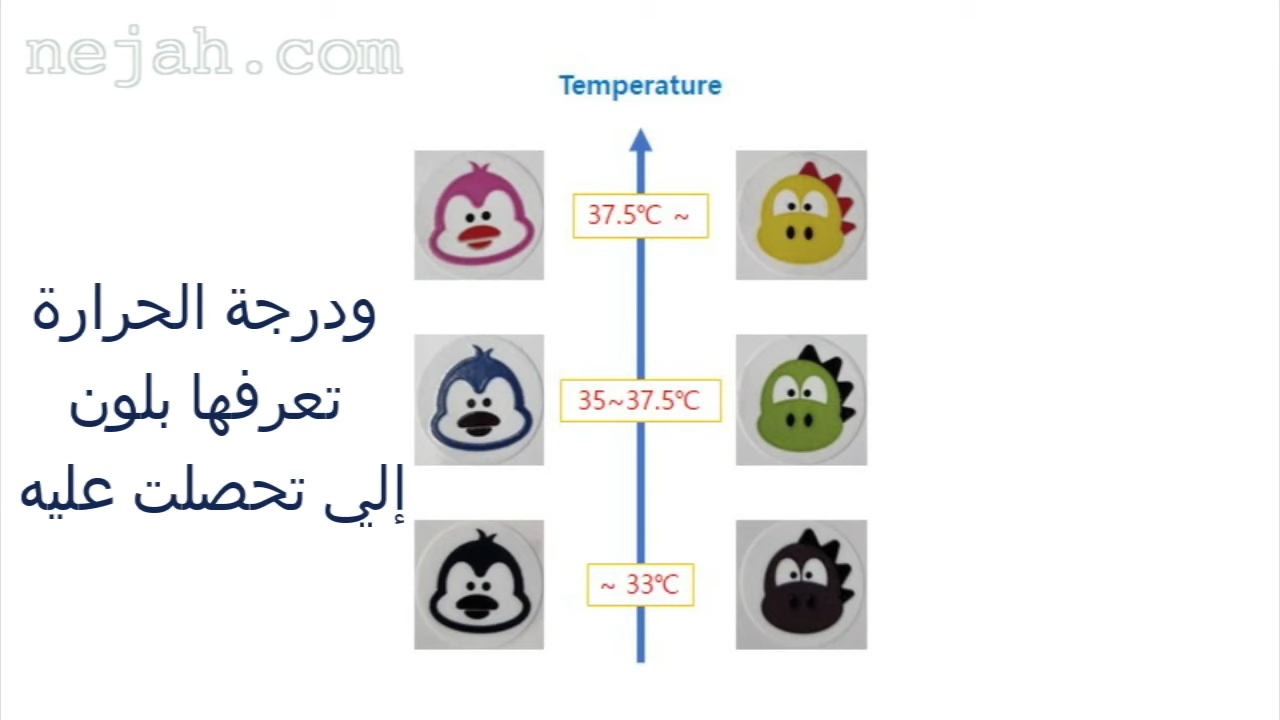 nejah.com
Temperature
37.5℃ ~
ودرجة الحرارة
تعرفها بلون
35~37.5℃
إلي تحصلت عليه
~ 33℃